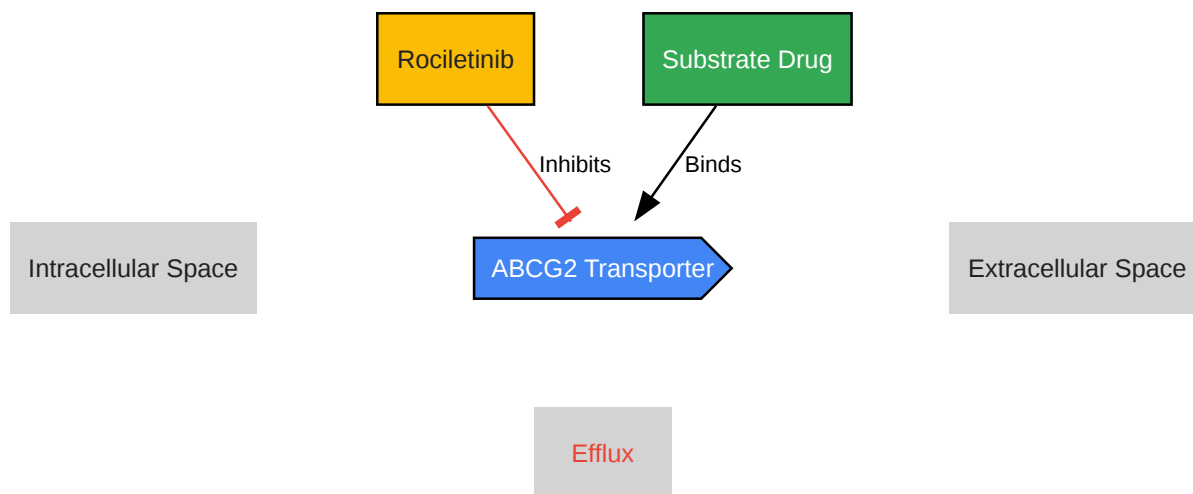 Rociletinib
Substrate Drug
Inhibits
Binds
Intracellular Space
ABCG2 Transporter
Extracellular Space
Efflux